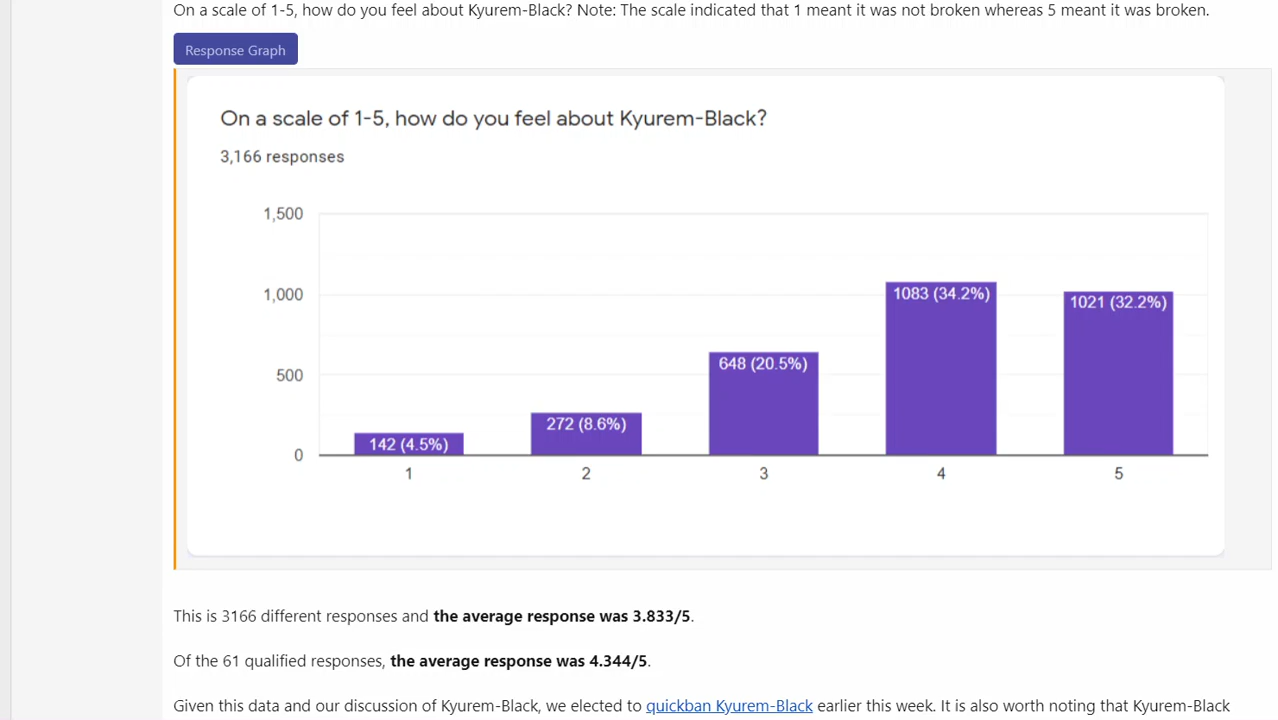 On a scale of 1-5, how do you feel about Kyurem-Black? Note: The scale indicated that 1 meant it was not broken whereas 5 meant it was broken.
Response Graph
On a scale of 1-5, how do you feel about Kyurem-Black?
3,166 responses
1,500
1,000
500
0
142 (4.5%)
272 (8.6%)
648 (20.5%)
1083 (34.2%)
1021 (32.2%)
1 2 3 4 5
This is 3166 different responses and the average response was 3.833/5.
Of the 61 qualified responses, the average response was 4.344/5.
Given this data and our discussion of Kyurem-Black, we elected to quickban Kyurem-Black earlier this week. It is also worth noting that Kyurem-Black